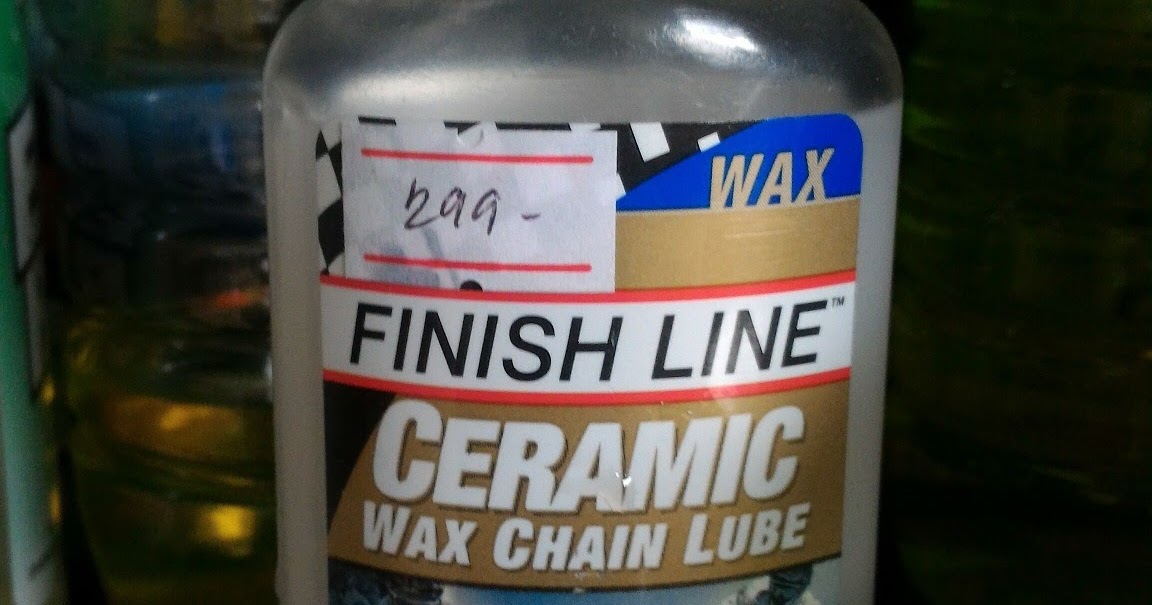 WAX
299-
FINISH LINE™
CERAMIC
WAX CHAIN LUBE